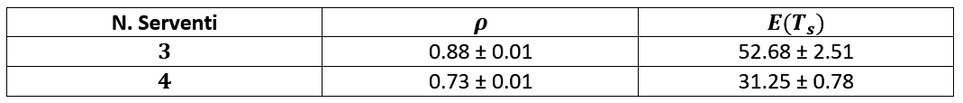 N. Serventi ρ E(Tₛ)
3 0.88 ± 0.01 52.68 ± 2.51
4 0.73 ± 0.01 31.25 ± 0.78